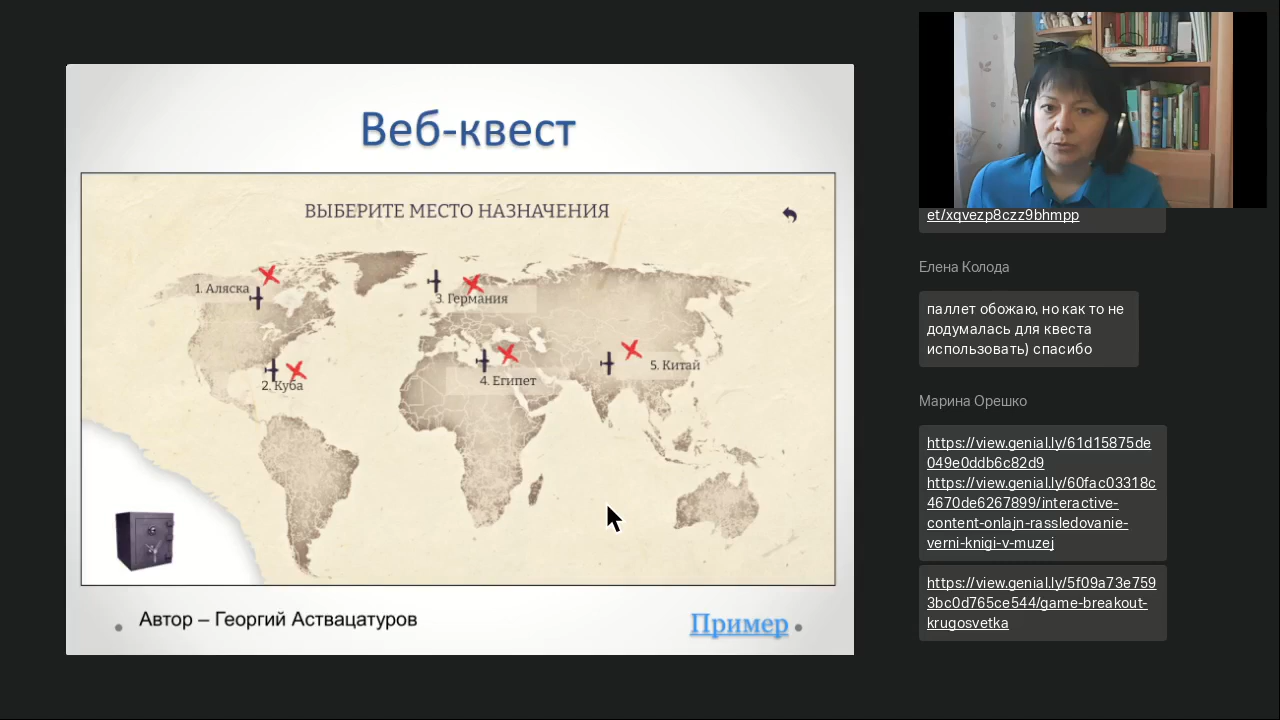 Веб-квест
ВЫБЕРИТЕ МЕСТО НАЗНАЧЕНИЯ
1. Аляска
3. Германия
2. Куба
4. Египет
5. Китай
Автор – Георгий Аствацатуров
Пример
et/xqvezp8czz9bhmpp
Елена Колода
паллет обожаю, но как то не
додумалась для квеста
использовать) спасибо
Марина Орешко
https://view.genial.ly/61d15875de
049e0ddb6c82d9
https://view.genial.ly/60fac03318c
4670de6267899/interactive-
content-onlajn-rassledovanie-
verni-knigi-v-muzej
https://view.genial.ly/5f09a73e759
3bc0d765ce544/game-breakout-
krugosvetka